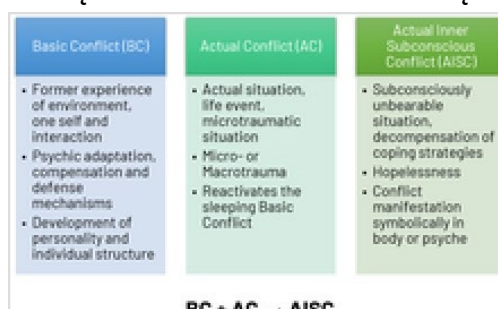 Basic Conflict (BC)
• Former experience
of environment,
one self and
interaction
• Psychic adaptation,
compensation and
defense
mechanisms
• Development of
personality and
individual structure
Actual Conflict (AC)
• Actual situation,
life event,
microtraumatic
situation
• Micro- or
Macrotrauma
• Reactivates the
sleeping Basic
Conflict
Actual Inner
Subconscious
Conflict (AISC)
• Subconsciously
unbearable
situation,
decompensation of
coping strategies
• Hopelessness
• Conflict
manifestation
symbolically in
body or psyche
BC + AC → AISC